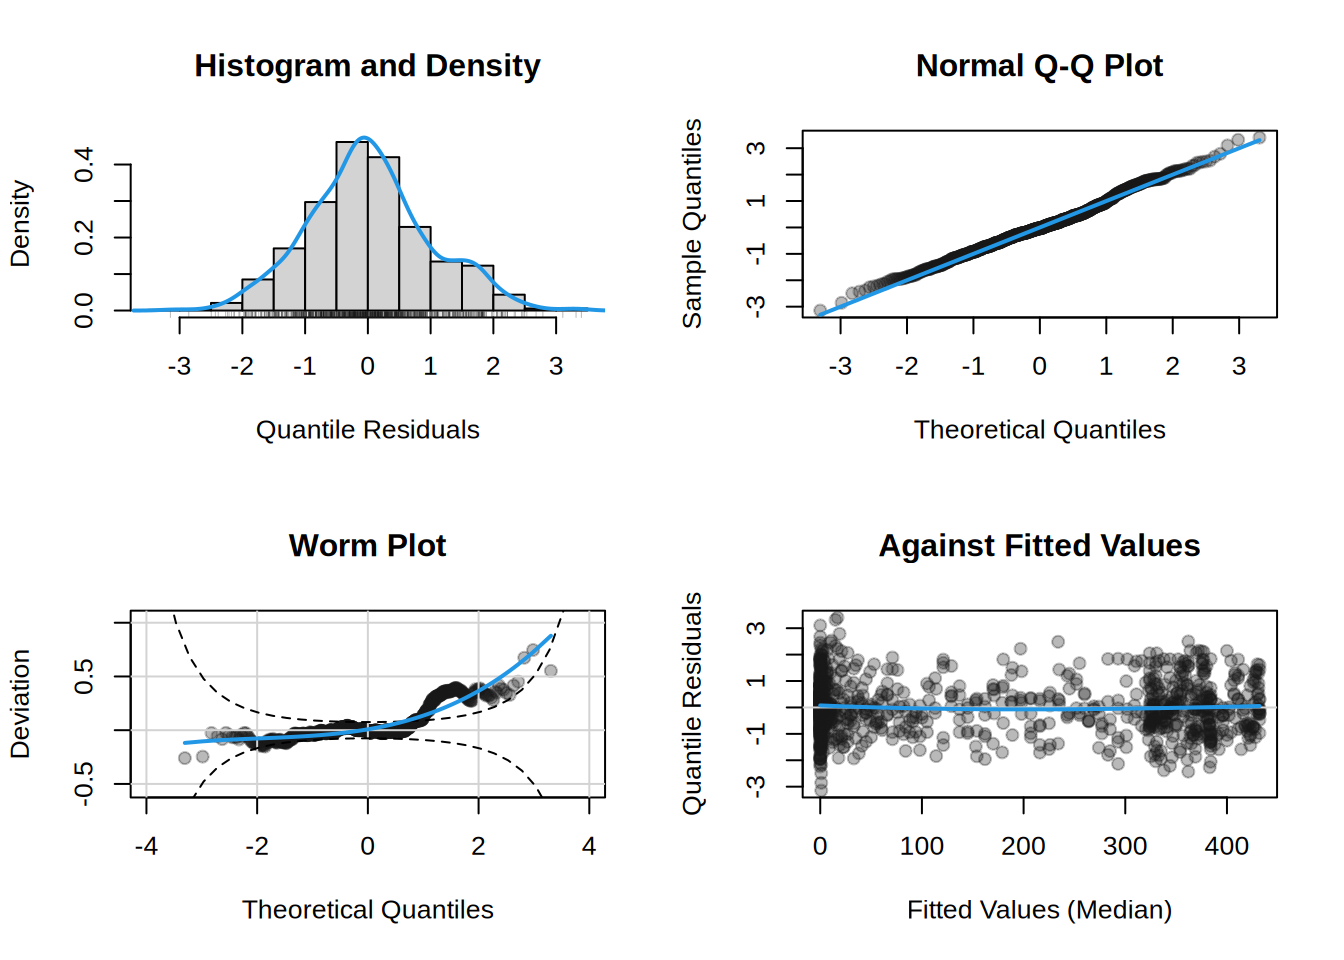 Histogram and Density
Density
0.0 0.2 0.4
-3 -2 -1 0 1 2 3
Quantile Residuals
Normal Q-Q Plot
Sample Quantiles
-3 -1 1 3
-3 -2 -1 0 1 2 3
Theoretical Quantiles
Worm Plot
Deviation
-0.5 0.5
-4 -2 0 2 4
Theoretical Quantiles
Against Fitted Values
Quantile Residuals
-3 -1 1 3
0 100 200 300 400
Fitted Values (Median)